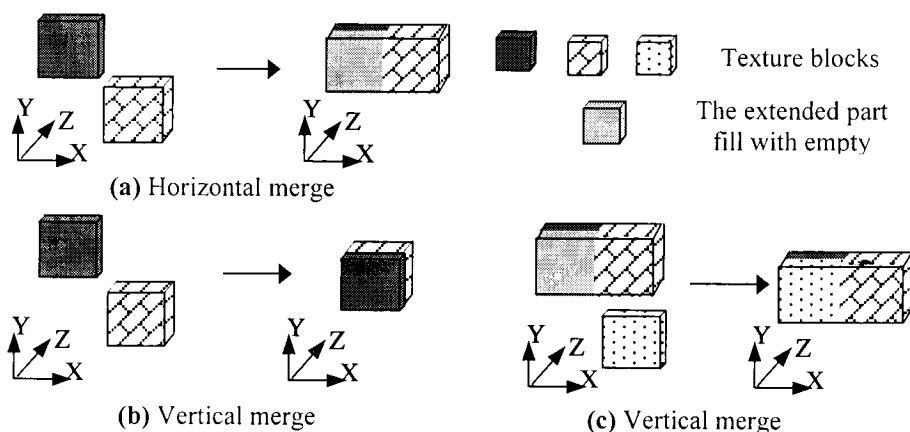 Texture blocks
The extended part
fill with empty
Y
Z
X
Y
Z
X
(a) Horizontal merge
Y
Z
X
Y
Z
X
(b) Vertical merge
Y
Z
X
Y
Z
X
(c) Vertical merge